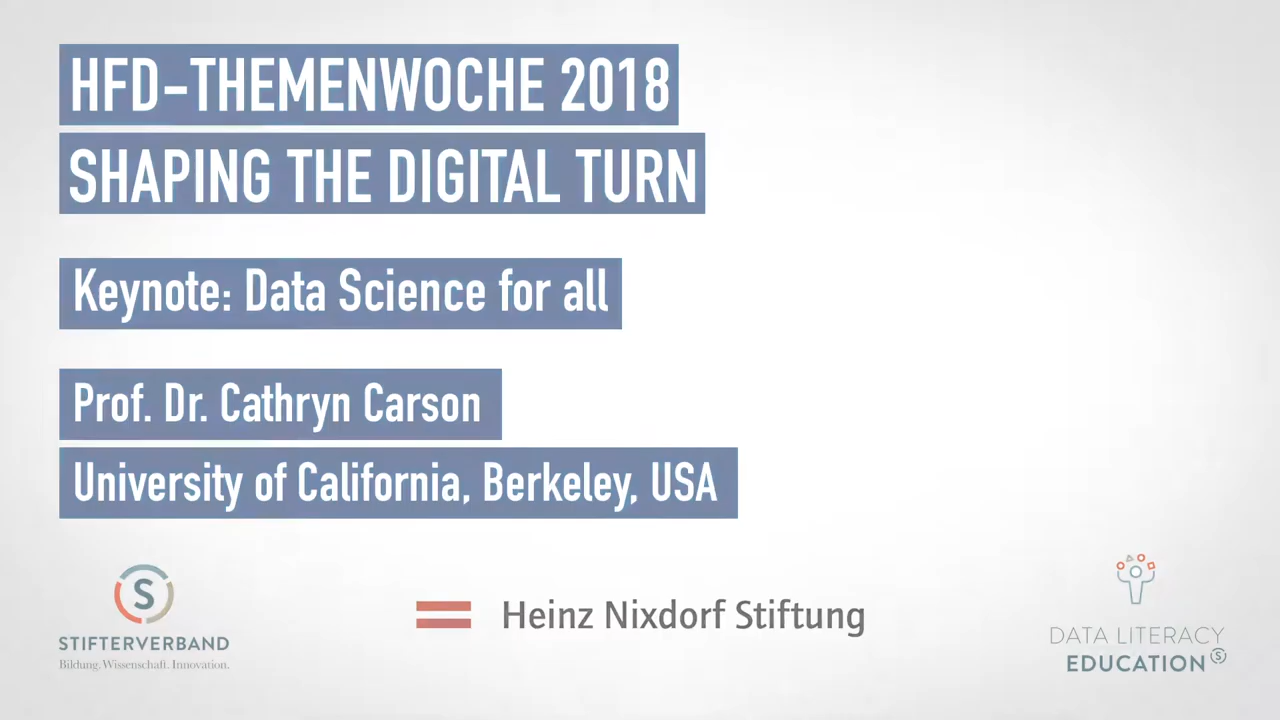 HFD-THEMENWOCHE 2018
SHAPING THE DIGITAL TURN
Keynote: Data Science for all
Prof. Dr. Cathryn Carson
University of California, Berkeley, USA
S
STIFTERVERBAND
Bildung. Wissenschaft. Innovation.
Heinz Nixdorf Stiftung
DATA LITERACY
EDUCATION S